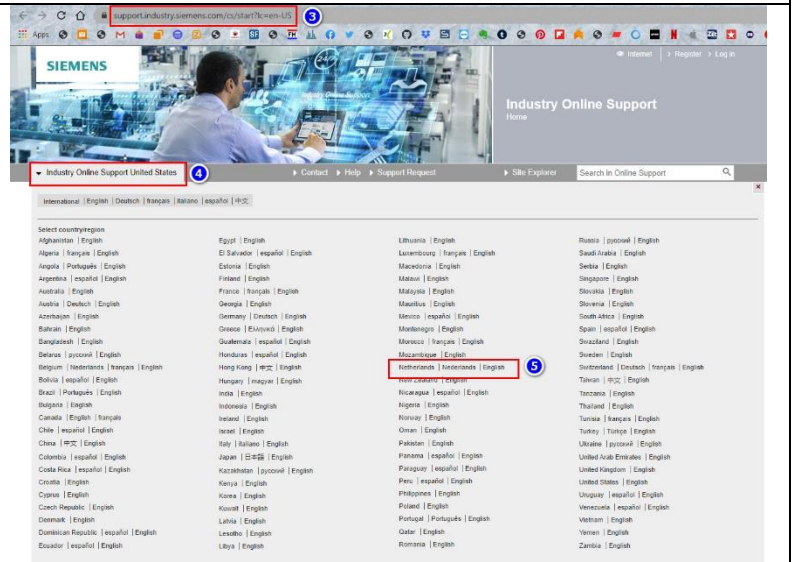 support.industry.siemens.com/cs/start?lc=en-US
3
Apps
SIEMENS
Internet > Register > Log in
Industry Online Support
Home
Industry Online Support United States
4
Contact Help Support Request
Site Explorer
Search in Online Support
International | English | Deutsch | français | italiano | español | 中文
Select country/region
Afghanistan | English
Algeria | français | English
Angola | Português | English
Argentina | español | English
Australia | English
Austria | Deutsch | English
Azerbaijan | English
Bahrain | English
Bangladesh | English
Belarus | русский | English
Belgium | Nederlands | français | English
Bolivia | español | English
Brazil | Português | English
Bulgaria | English
Canada | English | français
Chile | español | English
China | 中文 | English
Colombia | español | English
Costa Rica | español | English
Croatia | English
Cyprus | English
Czech Republic | English
Denmark | English
Dominican Republic | español | English
Ecuador | español | English
Egypt | English
El Salvador | español | English
Estonia | English
Finland | English
France | français | English
Georgia | English
Germany | Deutsch | English
Greece | Ελληνικά | English
Guatemala | español | English
Honduras | español | English
Hong Kong | 中文 | English
Hungary | magyar | English
India | English
Indonesia | English
Ireland | English
Israel | English
Italy | italiano | English
Japan | 日本語 | English
Kazakhstan | русский | English
Kenya | English
Korea | English
Kuwait | English
Latvia | English
Lesotho | English
Libya | English
Lithuania | English
Luxembourg | français | English
Macedonia | English
Malawi | English
Malaysia | English
Mauritius | English
Mexico | español | English
Montenegro | English
Morocco | français | English
Mozambique | English
Netherlands | Nederlands | English
5
New Zealand | English
Nicaragua | español | English
Nigeria | English
Norway | English
Oman | English
Pakistan | English
Panama | español | English
Paraguay | español | English
Peru | español | English
Philippines | English
Poland | English
Portugal | Português | English
Qatar | English
Romania | English
Russia | русский | English
Saudi Arabia | English
Serbia | English
Singapore | English
Slovakia | English
Slovenia | English
South Africa | English
Spain | español | English
Swaziland | English
Sweden | English
Switzerland | Deutsch | français | English
Taiwan | 中文 | English
Tanzania | English
Thailand | English
Tunisia | français | English
Turkey | Türkçe | English
Ukraine | русский | English
United Arab Emirates | English
United Kingdom | English
United States | English
Uruguay | español | English
Venezuela | español | English
Vietnam | English
Yemen | English
Zambia | English